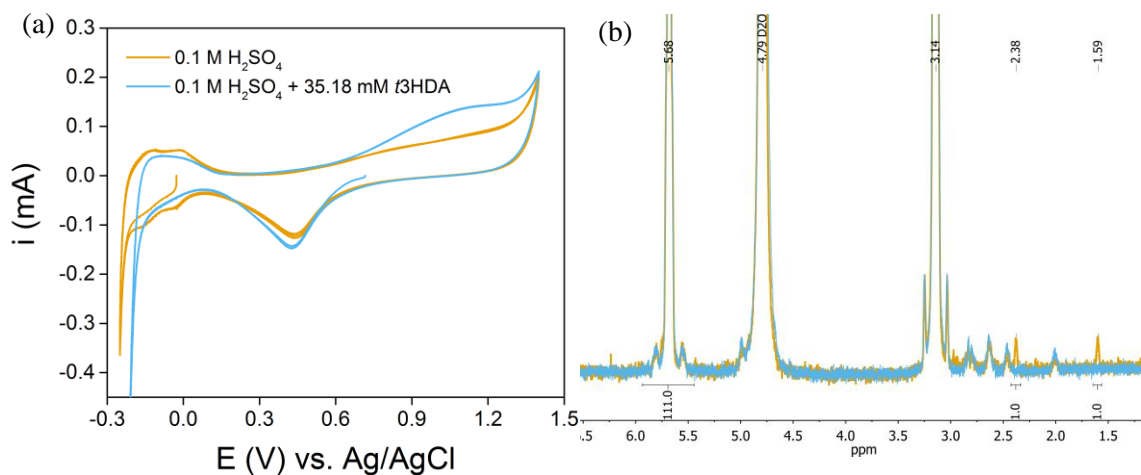 (a)
0.3
0.2
0.1
0.0
-0.1
-0.2
-0.3
-0.4
i (mA)
0.1 M H₂SO₄
0.1 M H₂SO₄ + 35.18 mM t3HDA
-0.3 0.0 0.3 0.6 0.9 1.2 1.5
E (V) vs. Ag/AgCl
(b)
5.68
4.79 D2O
3.14
2.38
1.59
111.0
1.0
1.0
.5 6.0 5.5 5.0 4.5 4.0 3.5 3.0 2.5 2.0 1.5
ppm